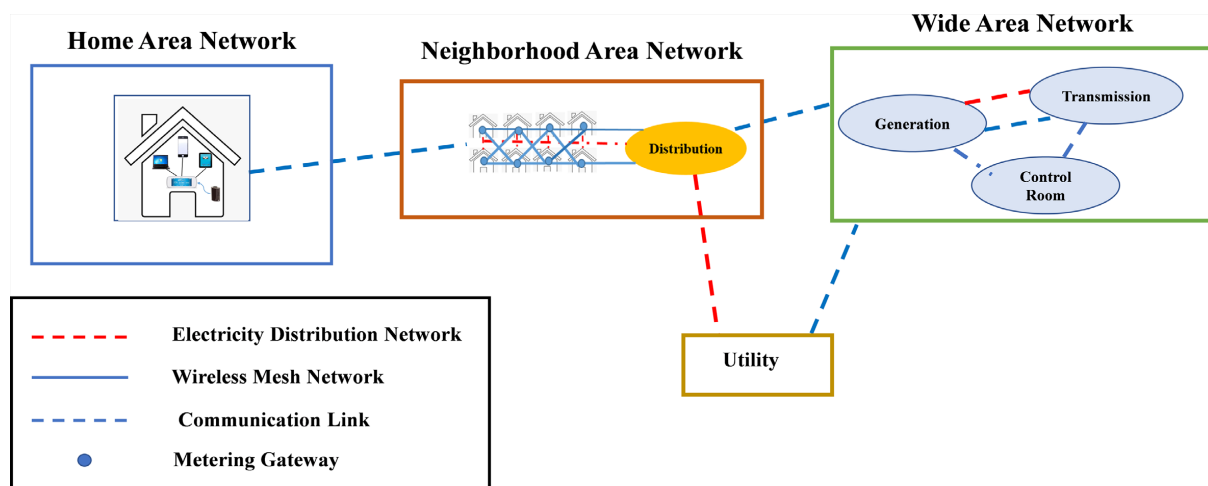 Home Area Network
Neighborhood Area Network
Wide Area Network
Generation
Transmission
Control
Room
Distribution
Utility
Electricity Distribution Network
Wireless Mesh Network
Communication Link
Metering Gateway